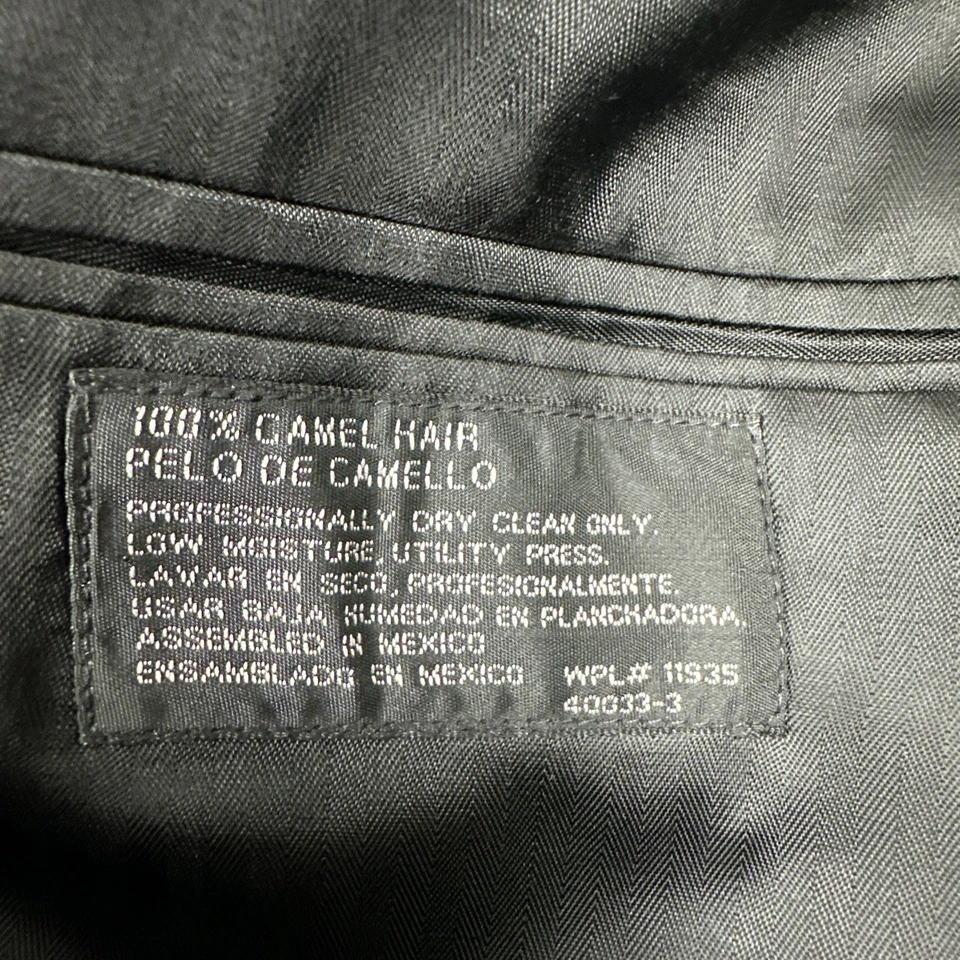 100% CAMEL HAIR
PELO DE CAMELLO
PROFESSIONALLY DRY CLEAN ONLY.
LOW MOISTURE, UTILITY PRESS.
LAVAR EN SECO, PROFESIONALMENTE.
USAR BAJA HUMEDAD EN PLANCHADORA.
ASSEMBLED IN MEXICO
ENSAMBLADO EN MEXICO WPL# 11935
40033-3